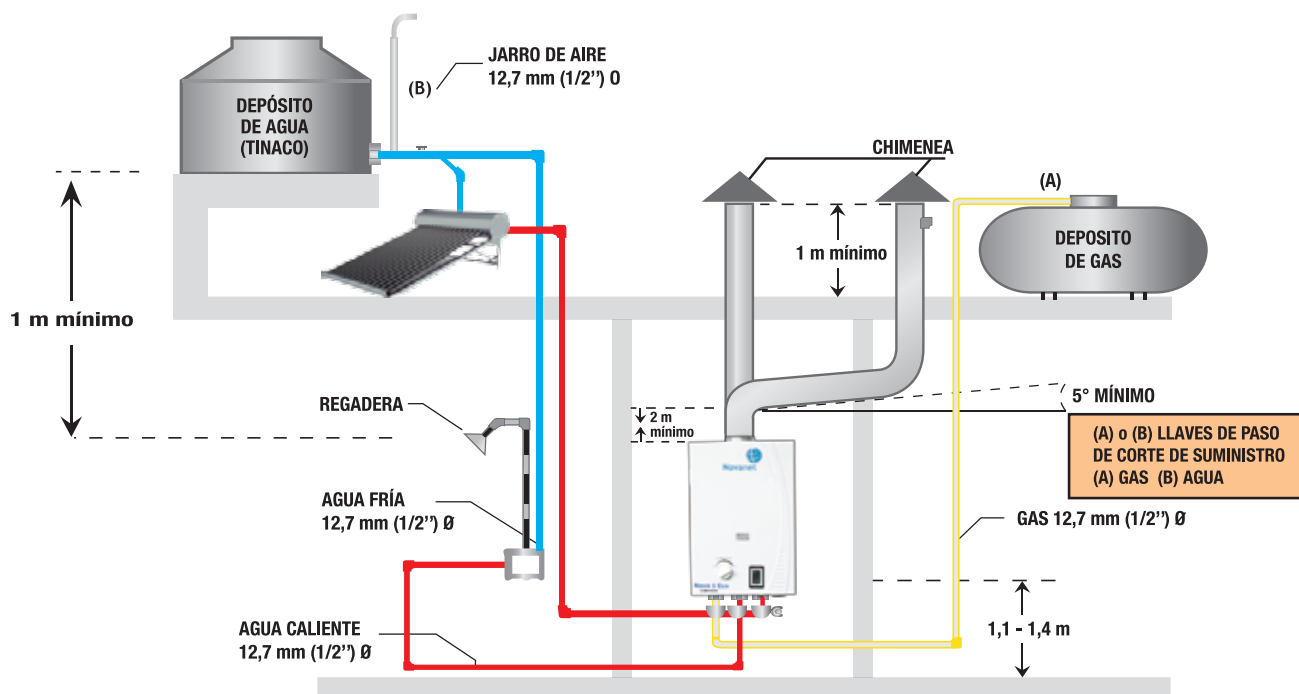 JARRO DE AIRE
12,7 mm (1/2’’) O
(B)
DEPÓSITO
DE AGUA
(TINACO)
CHIMENEA
(A)
DEPOSITO
DE GAS
1 m mínimo
1 m mínimo
REGADERA
2 m
mínimo
5° MÍNIMO
(A) o (B) LLAVES DE PASO
DE CORTE DE SUMINISTRO
(A) GAS (B) AGUA
AGUA FRÍA
12,7 mm (1/2’’) Ø
GAS 12,7 mm (1/2’’) Ø
AGUA CALIENTE
12,7 mm (1/2’’) Ø
1,1 - 1,4 m